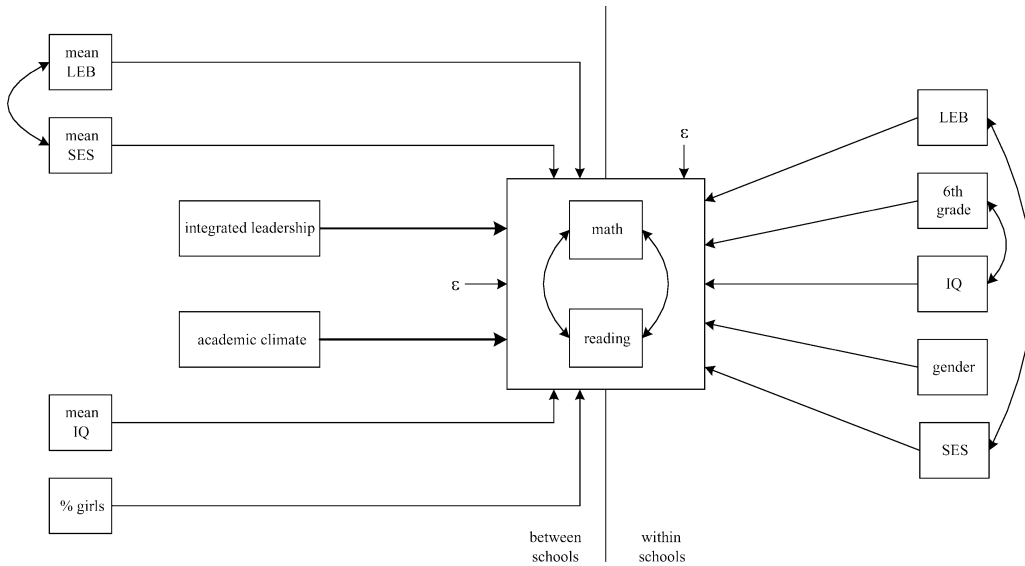 mean
LEB
mean
SES
integrated leadership
ε
academic climate
mean
IQ
% girls
ε
math
reading
LEB
6th
grade
IQ
gender
SES
between
schools
within
schools